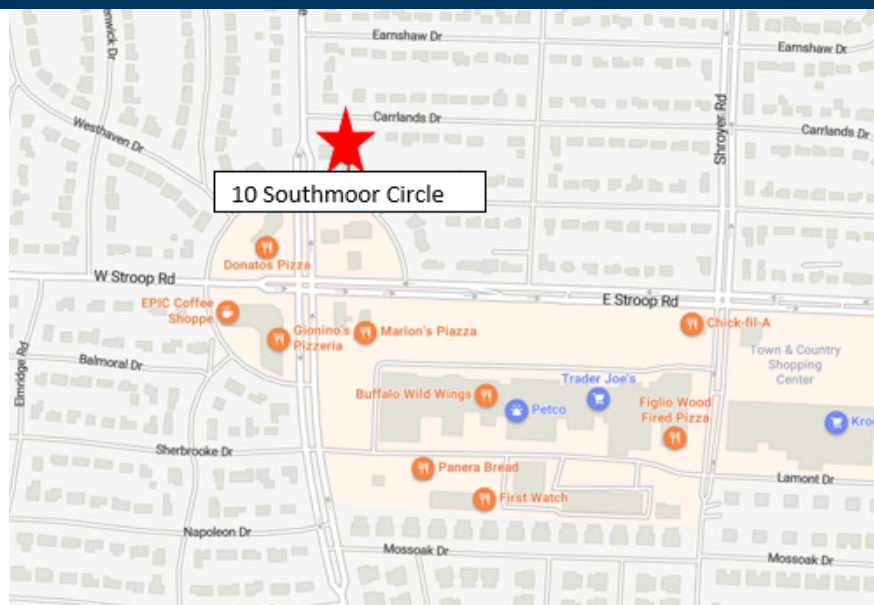 Earnshaw Dr
Earnshaw Dr
Carrlands Dr
Carrlands Dr
Westhaven Dr
Shroyer Rd
10 Southmoor Circle
Donatos Pizza
W Stroop Rd
E Stroop Rd
EPIC Coffee
Shoppe
Gionino's
Pizzeria
Marion's Piazza
Chick-fil-A
Town & Country
Shopping
Center
Elmridge Rd
Balmoral Dr
Buffalo Wild Wings
Petco
Trader Joe's
Figlio Wood
Fired Pizza
Sherbrooke Dr
Panera Bread
First Watch
Lamont Dr
Napoleon Dr
Mossoak Dr
Mossoak Dr